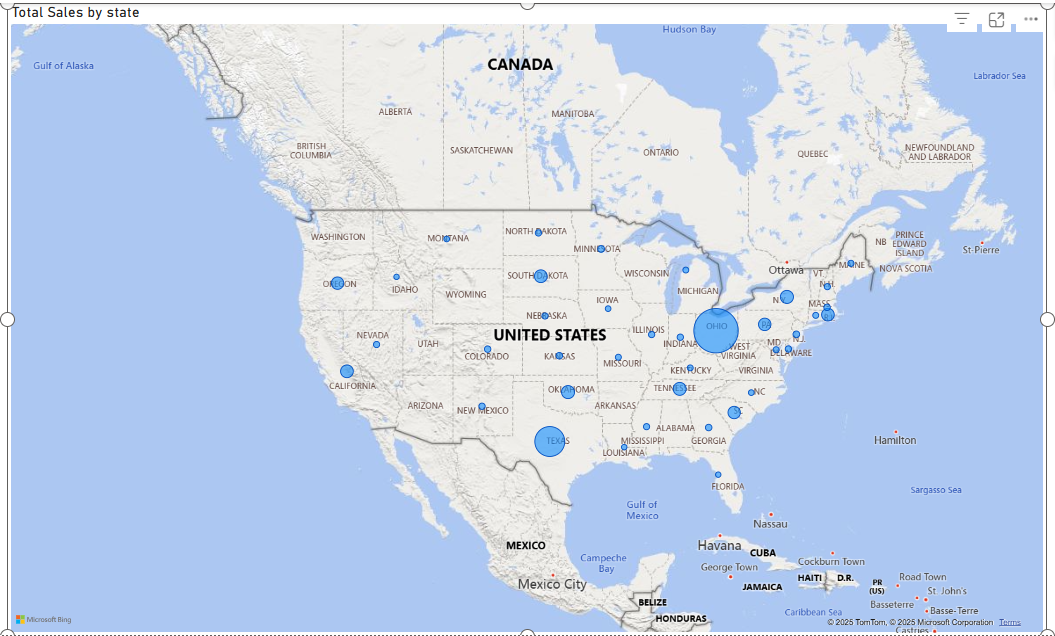 Total Sales by state
Hudson Bay
Gulf of Alaska
CANADA
Labrador Sea
ALBERTA
MANITOBA
BRITISH
COLUMBIA
SASKATCHEWAN
ONTARIO
QUEBEC
NEWFOUNDLAND
AND LABRADOR
WASHINGTON
MONTANA
NORTH DAKOTA
MINNESOTA
NB
PRINCE
EDWARD
ISLAND
St-Pierre
Ottawa
MAINE
NOVA SCOTIA
OREGON
IDAHO
SOUTH DAKOTA
WISCONSIN
VT.
N.H.
WYOMING
MICHIGAN
IOWA
MASS
NEBRASKA
NEVADA
UTAH
UNITED STATES
ILLINOIS
INDIANA
OHIO
PA
N.J.
COLORADO
KANSAS
MISSOURI
WEST
VIRGINIA
MD
DELAWARE
CALIFORNIA
KENTUCKY
VIRGINIA
OKLAHOMA
TENNESSEE
NC
ARIZONA
NEW MEXICO
ARKANSAS
SC
TEXAS
MISSISSIPPI
ALABAMA
GEORGIA
LOUISIANA
Hamilton
FLORIDA
Sargasso Sea
Gulf of
Mexico
Nassau
MEXICO
Havana
CUBA
Campeche
Bay
Cockburn Town
George Town
Mexico City
JAMAICA
HAITI
D.R.
PR
(US)
Road Town
St. John's
BELIZE
Basseterre
Basse-Terre
HONDURAS
Caribbean Sea
Castries
Microsoft Bing
© 2025 TomTom, © 2025 Microsoft Corporation Terms